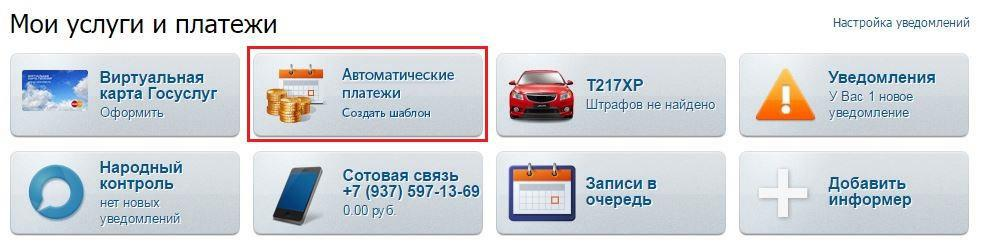 Мои услуги и платежи
Настройка уведомлений
Виртуальная
карта Госуслуг
Оформить
Автоматические
платежи
Создать шаблон
Т217ХР
Штрафов не найдено
Уведомления
У Вас 1 новое
уведомление
Народный
контроль
нет новых
уведомлений
Сотовая связь
+7 (937) 597-13-69
0.00 руб.
Записи в
очередь
Добавить
информер